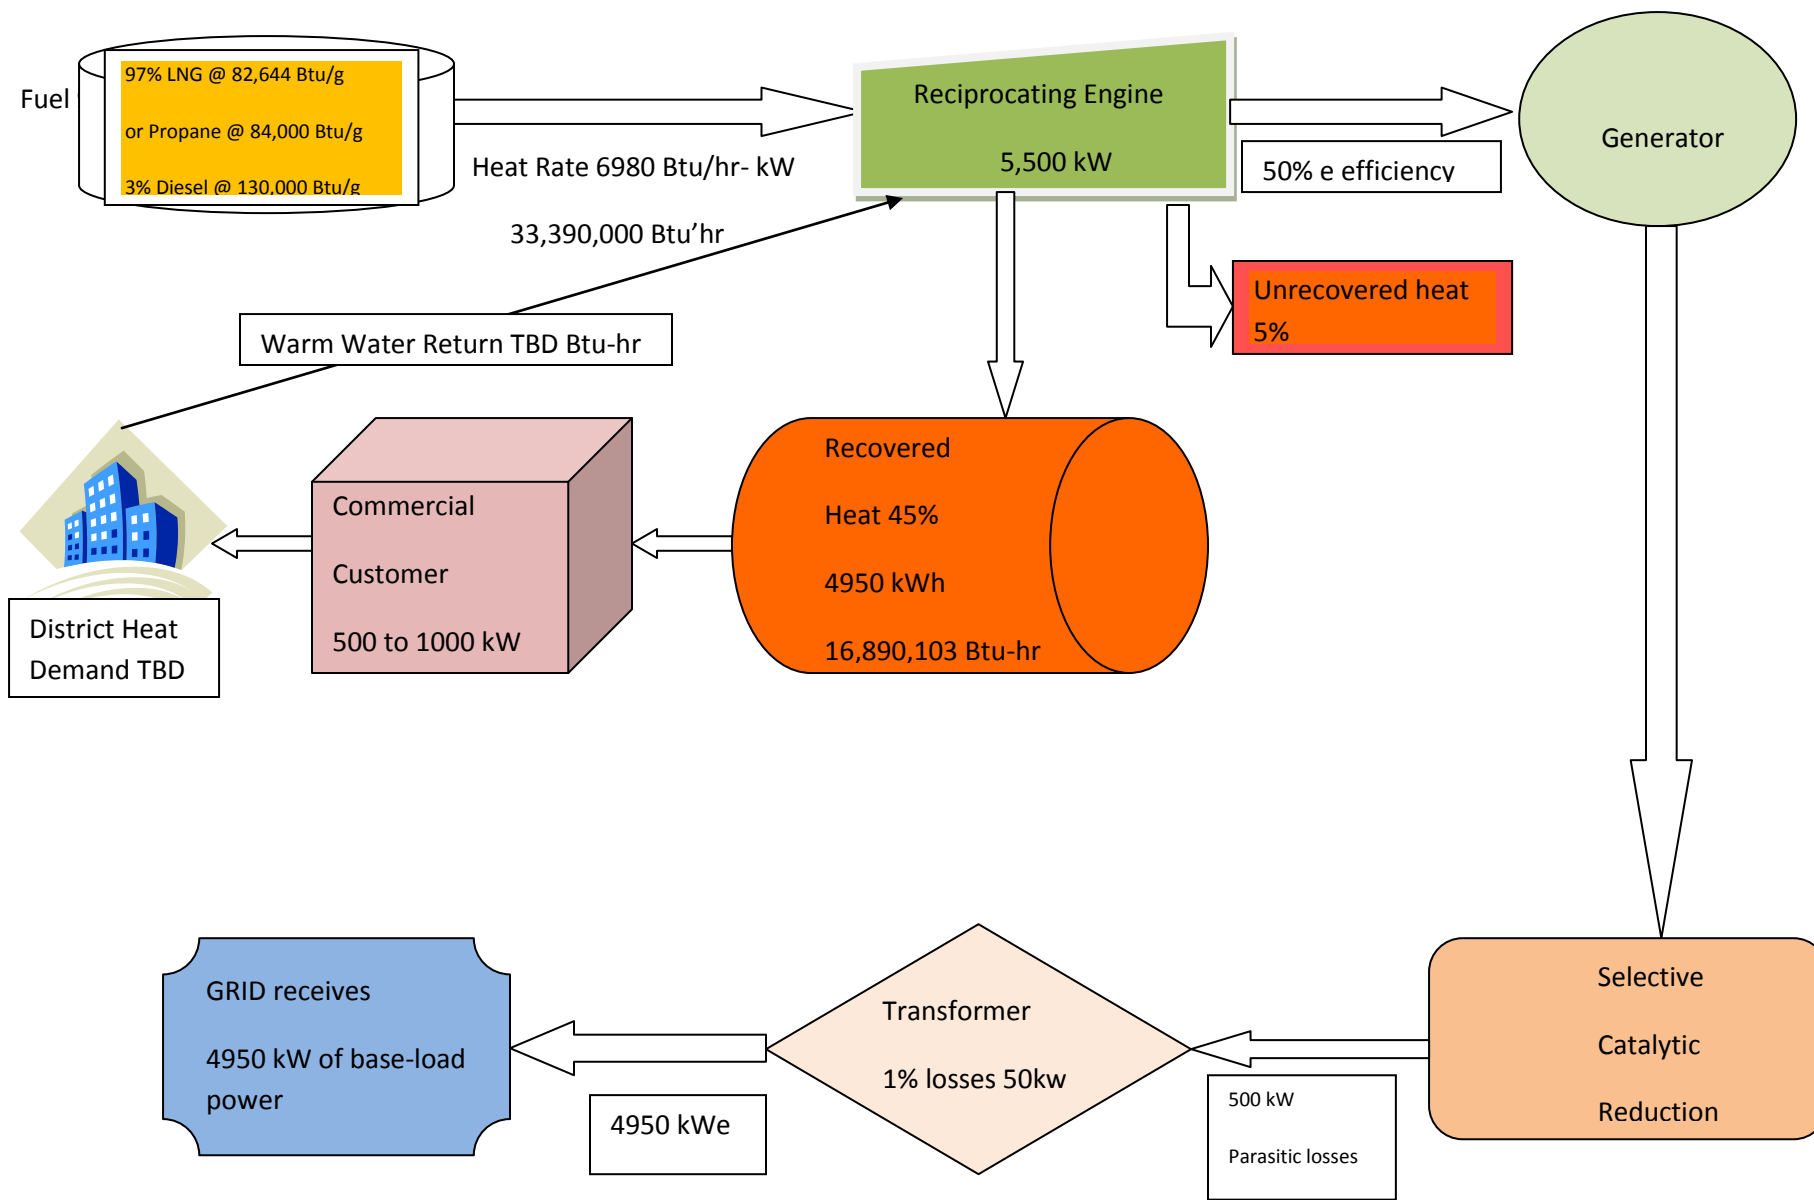 Fuel
97% LNG @ 82,644 Btu/g
or Propane @ 84,000 Btu/g
3% Diesel @ 130,000 Btu/g
Heat Rate 6980 Btu/hr- kW
33,390,000 Btu’hr
Reciprocating Engine
5,500 kW
50% e efficiency
Generator
Unrecovered heat
5%
Warm Water Return TBD Btu-hr
Recovered
Heat 45%
4950 kWh
16,890,103 Btu-hr
Commercial
Customer
500 to 1000 kW
District Heat
Demand TBD
GRID receives
4950 kW of base-load
power
4950 kWe
Transformer
1% losses 50kw
500 kW
Parasitic losses
Selective
Catalytic
Reduction